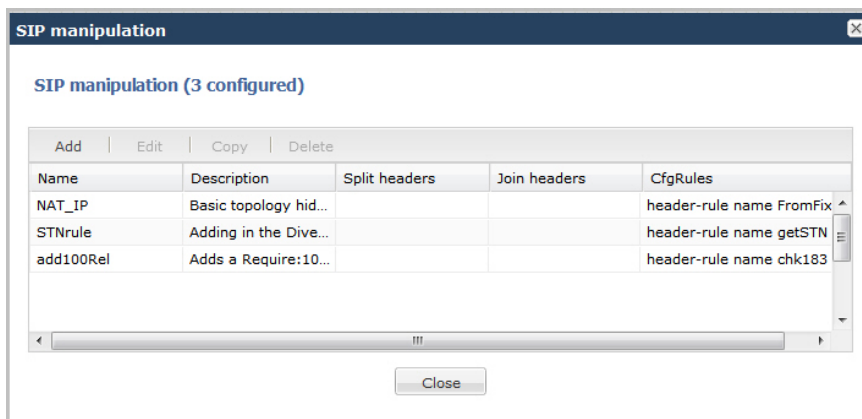 SIP manipulation
SIP manipulation (3 configured)
Add Edit Copy Delete
Name Description Split headers Join headers CfgRules
NAT_IP Basic topology hid... header-rule name FromFix
STNrule Adding in the Dive... header-rule name getSTN
add100Rel Adds a Require:10... header-rule name chk183
Close